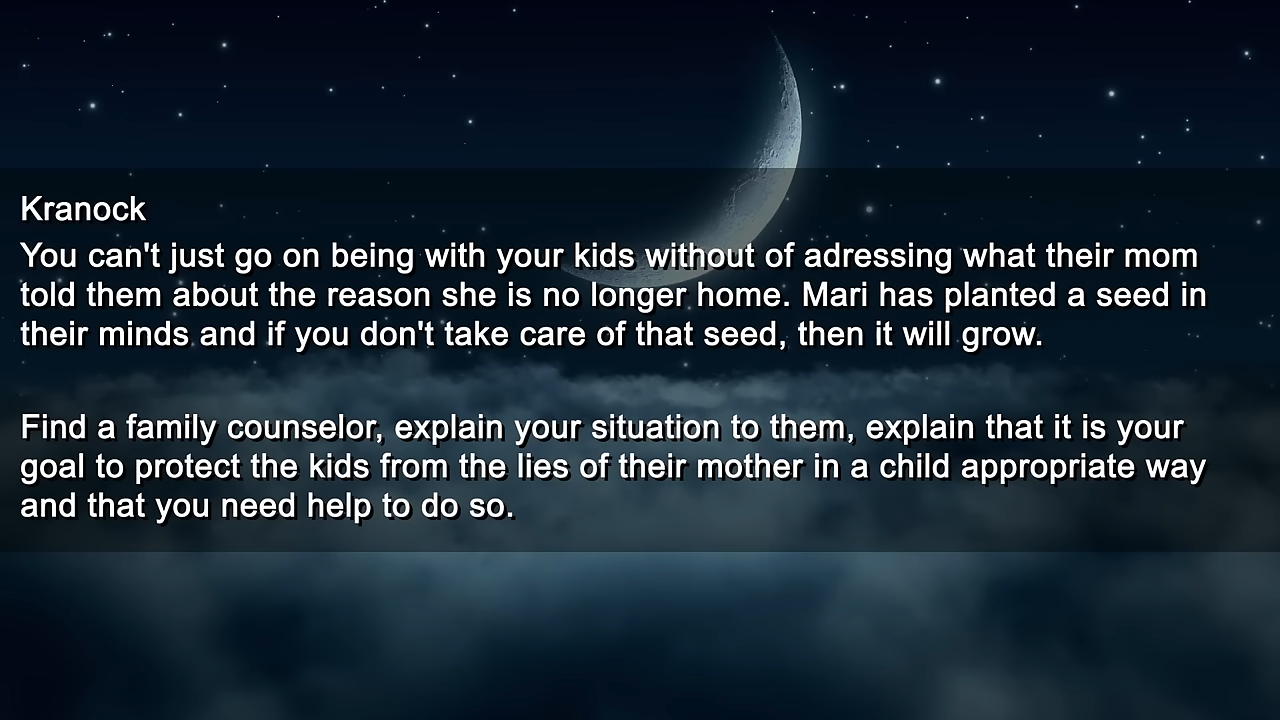 Kranock
You can't just go on being with your kids without of adressing what their mom
told them about the reason she is no longer home. Mari has planted a seed in
their minds and if you don't take care of that seed, then it will grow.
Find a family counselor, explain your situation to them, explain that it is your
goal to protect the kids from the lies of their mother in a child appropriate way
and that you need help to do so.